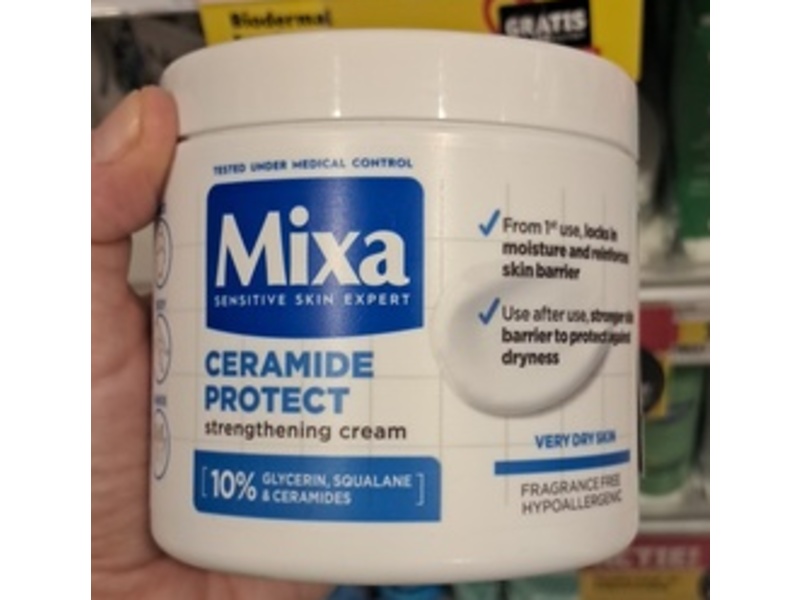 Biodermal
GRATIS
TESTED UNDER MEDICAL CONTROL
Mixa
SENSITIVE SKIN EXPERT
CERAMIDE
PROTECT
strengthening cream
[10% GLYCERIN, SQUALANE
& CERAMIDES]
✓ From 1st use, locks in
moisture and reinforces
skin barrier
✓ Use after use, stronger
barrier to protect against
dryness
VERY DRY SKIN
FRAGRANCE FREE
HYPOALLERGENIC
ACTIE!